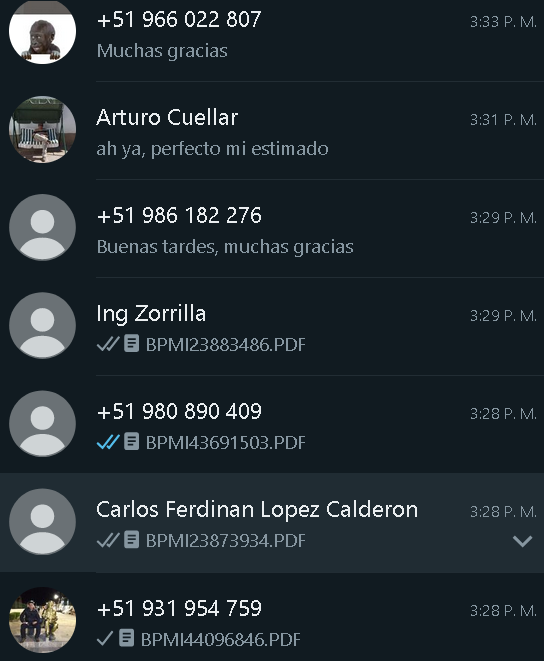 +51 966 022 807
3:33 P. M.
Muchas gracias
Arturo Cuellar
3:31 P. M.
ah ya, perfecto mi estimado
+51 986 182 276
3:29 P. M.
Buenas tardes, muchas gracias
Ing Zorrilla
3:29 P. M.
BPMI23883486.PDF
+51 980 890 409
3:28 P. M.
BPMI43691503.PDF
Carlos Ferdinan Lopez Calderon
3:28 P. M.
BPMI23873934.PDF
+51 931 954 759
3:28 P. M.
BPMI44096846.PDF